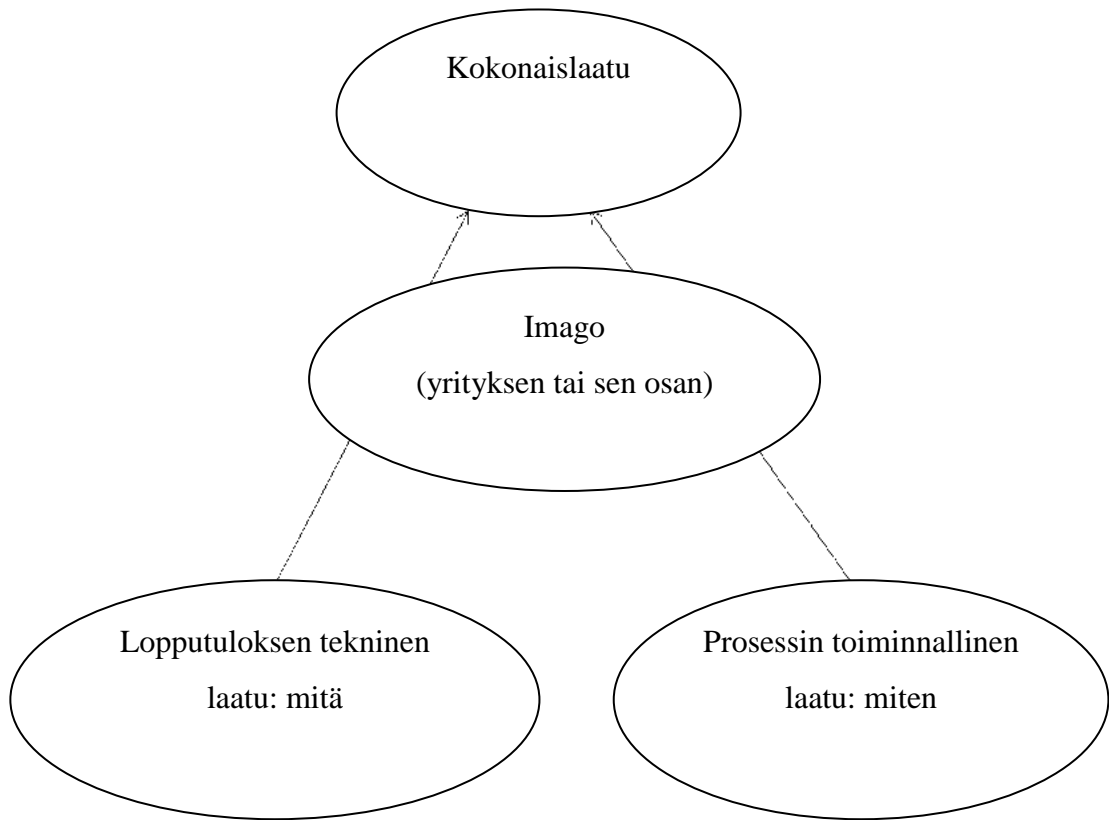 Kokonaislaatu
Imago
(yrityksen tai sen osan)
Lopputuloksen tekninen
laatu: mitä
Prosessin toiminnallinen
laatu: miten